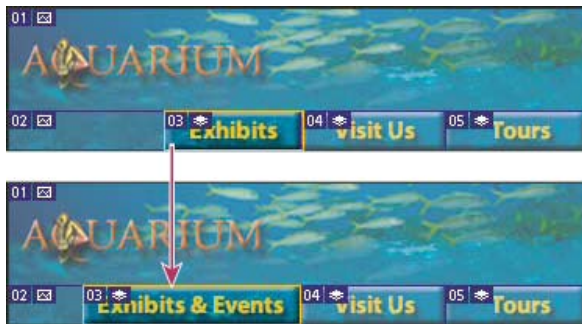 01
AQUARIUM
02 03 Exhibits 04 Visit Us 05 Tours
01
AQUARIUM
02 03 Exhibits & Events 04 Visit Us 05 Tours